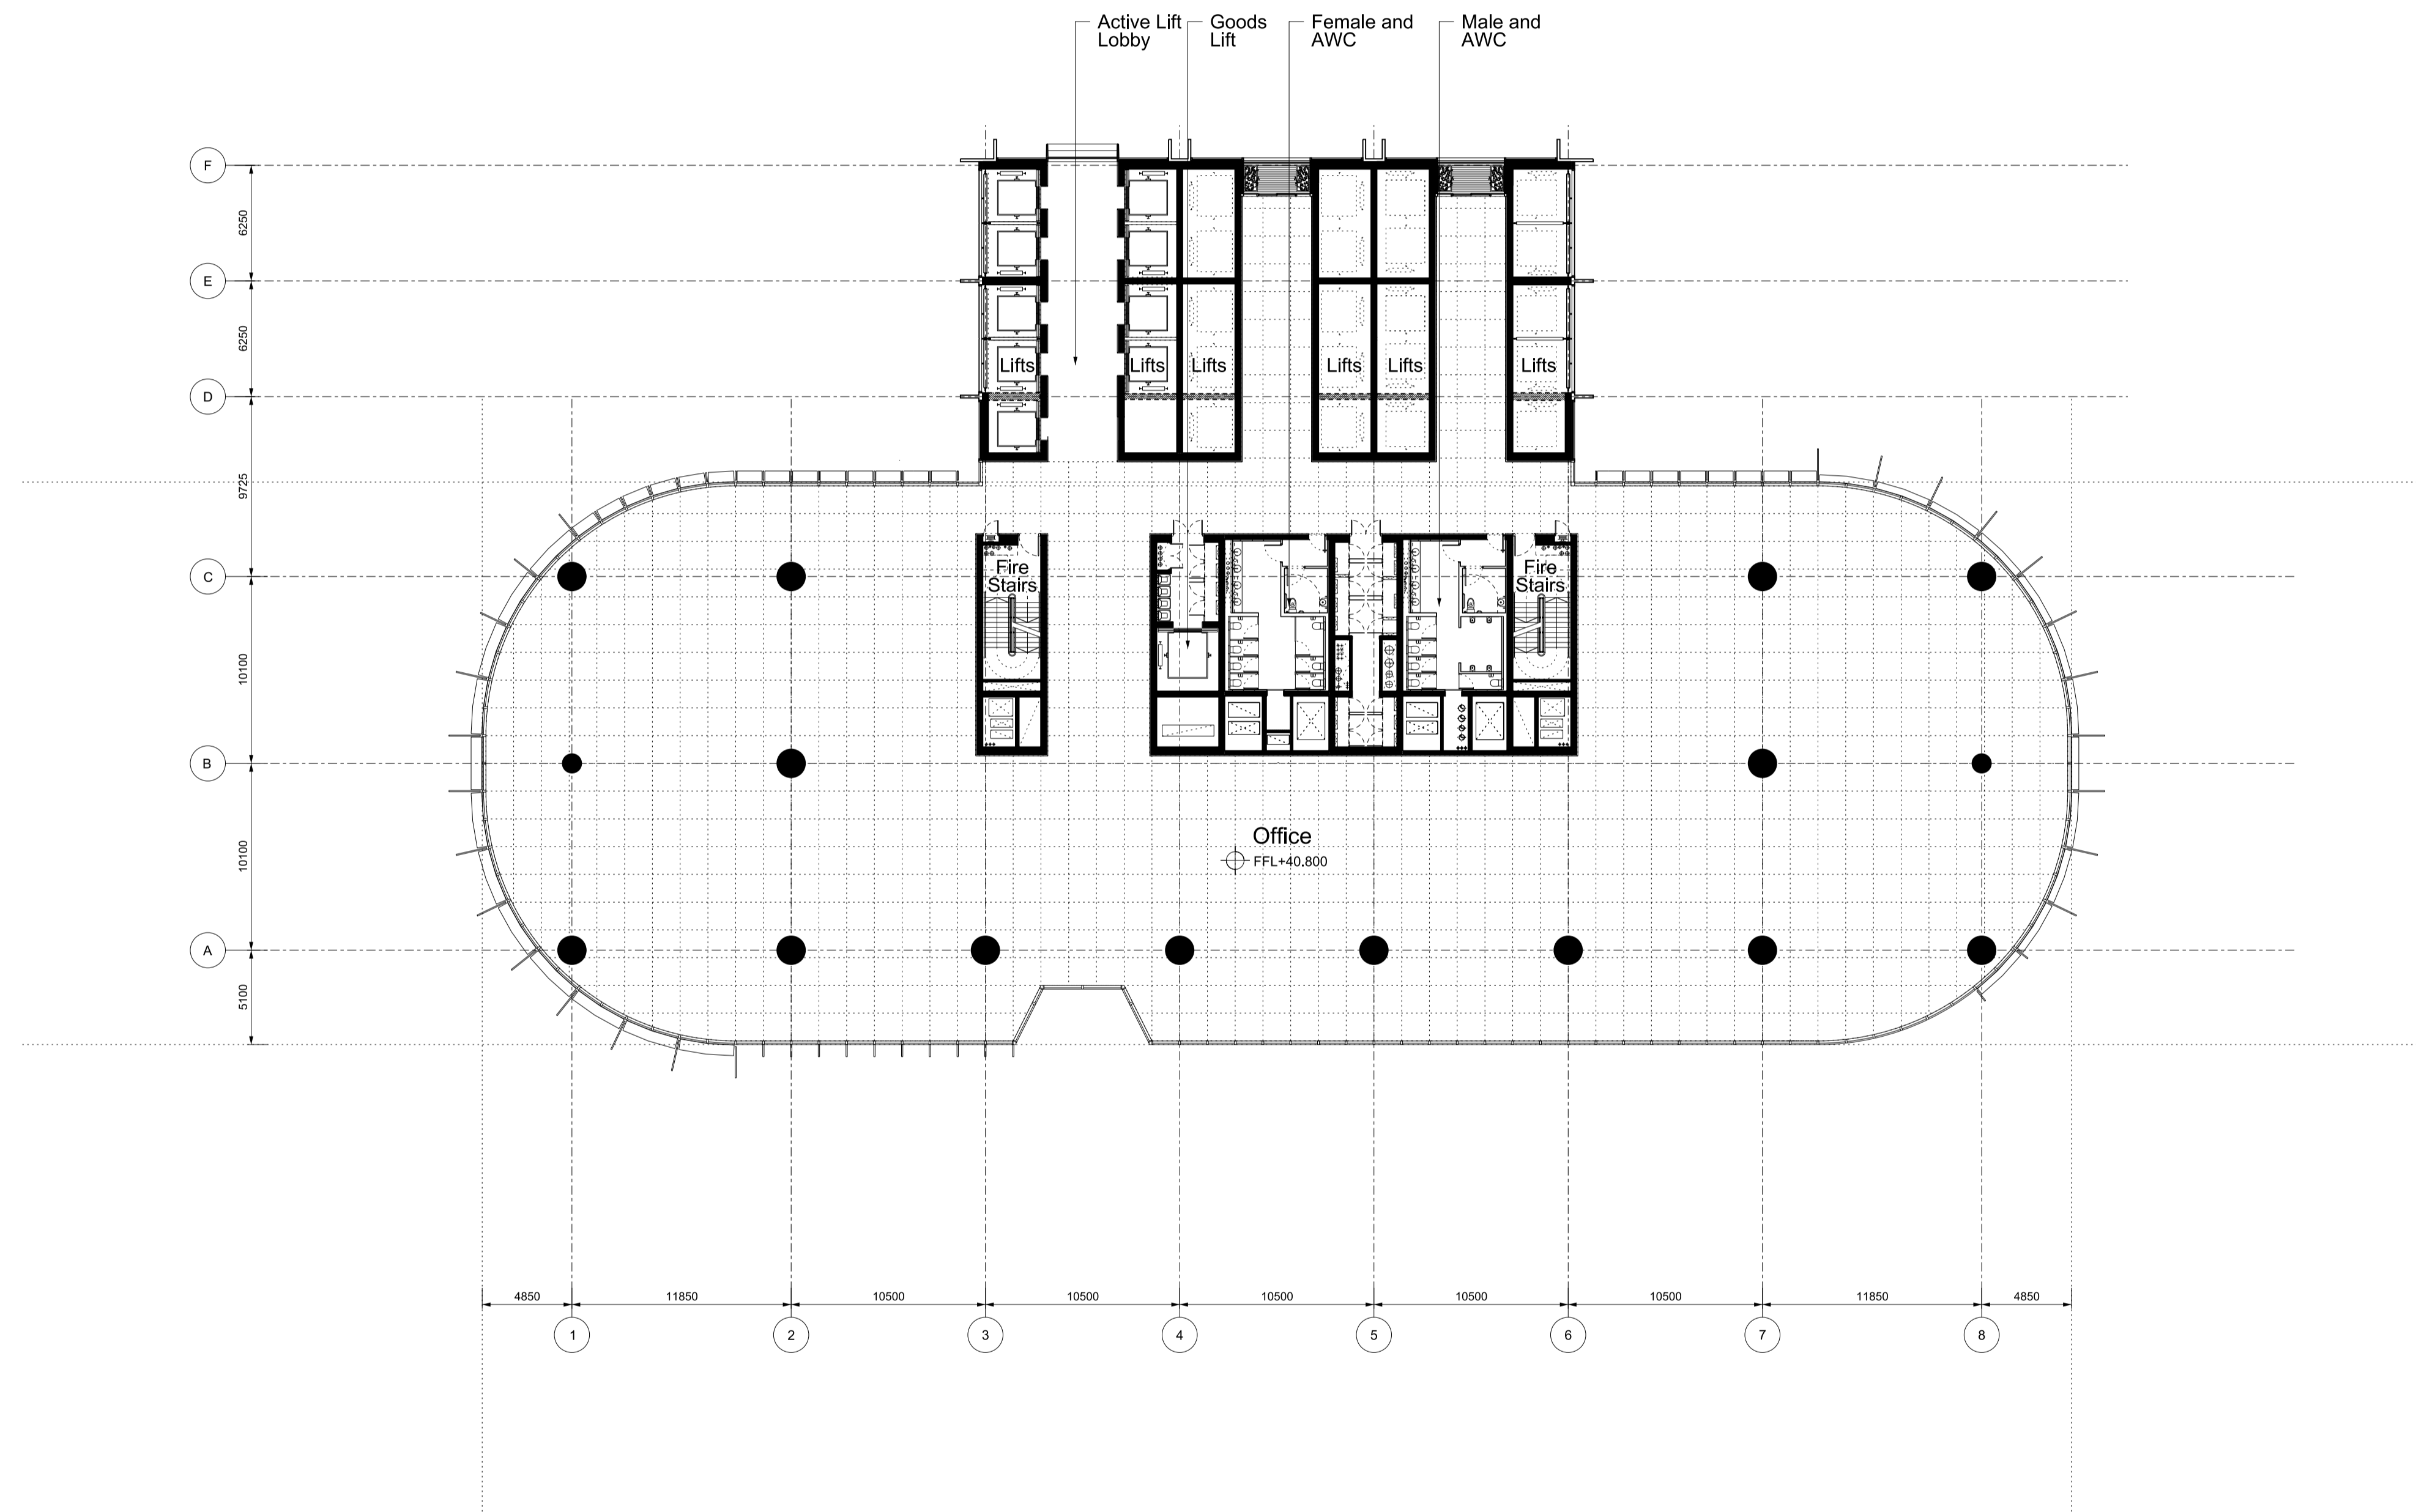 Active Lift
Lobby
Goods
Lift
Female and
AWC
Male and
AWC
F
6250
E
6250
Lifts
Lifts
Lifts
Lifts
Lifts
Lifts
D
9725
Fire
Stairs
Fire
Stairs
C
10100
B
10100
Office
FFL+40.800
A
5100
4850
11850
10500
10500
10500
10500
10500
11850
4850
1
2
3
4
5
6
7
8